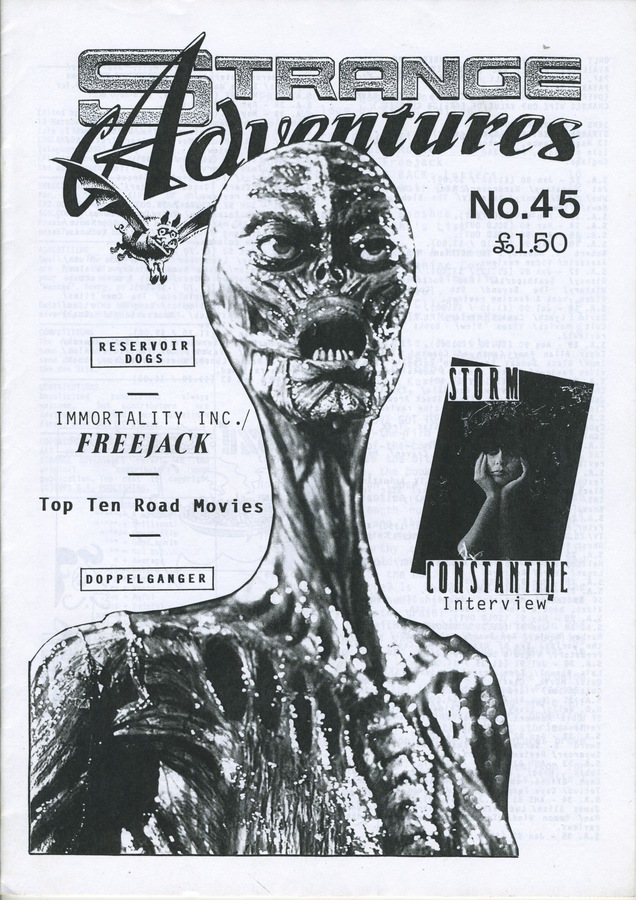 STRANGE
Adventures
No.45
£1.50
RESERVOIR
DOGS
IMMORTALITY INC./
FREEJACK
Top Ten Road Movies
DOPPELGANGER
STORM
CONSTANTINE
Interview